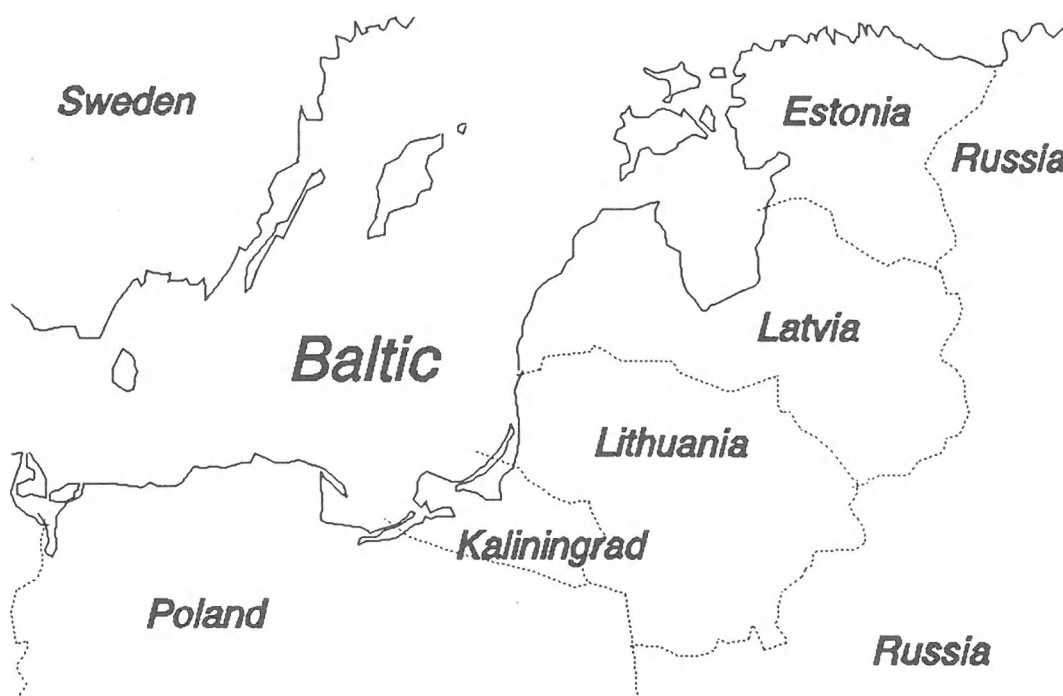 Sweden
Estonia
Russia
Latvia
Baltic
Lithuania
Kaliningrad
Poland
Russia